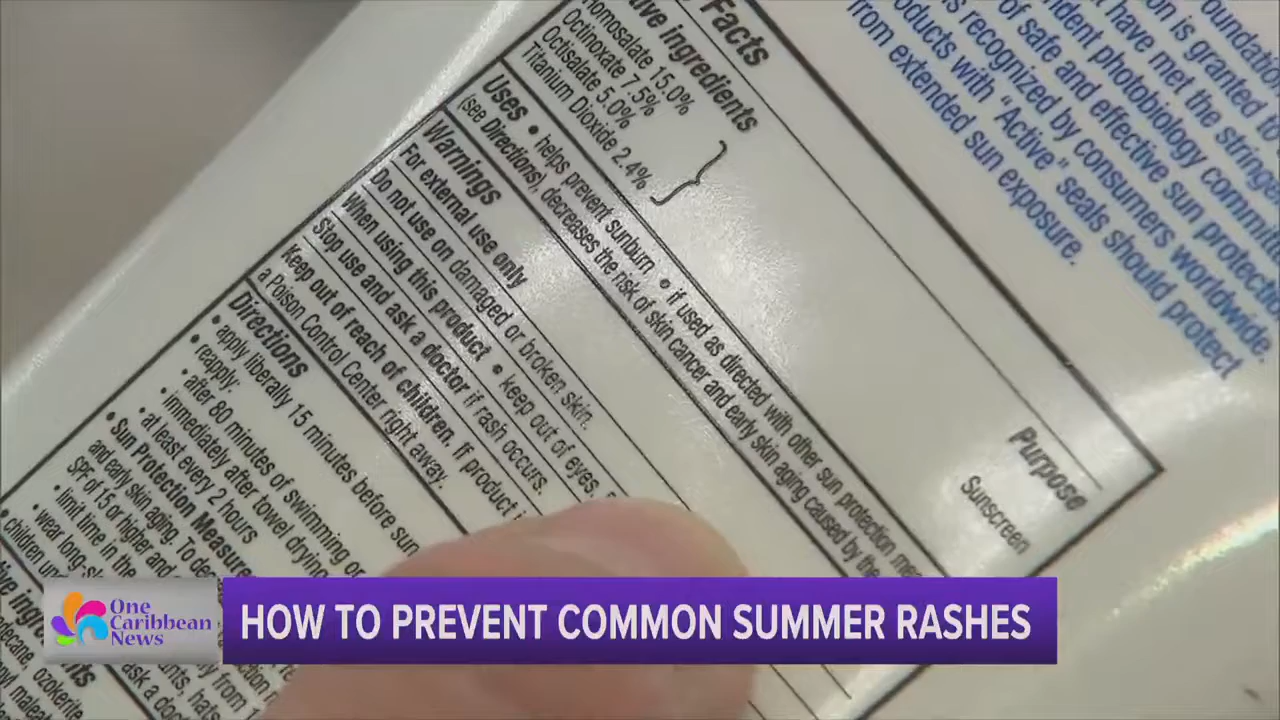 Facts
ive ingredients
Homosalate 15.0%
Octinoxate 7.5%
Octisalate 5.0%
Titanium Dioxide 2.4%
Purpose
Sunscreen
Uses • helps prevent sunburn • if used as directed with other sun protection
(see Directions), decreases the risk of skin cancer and early skin aging caused by the
Warnings
For external use only
Do not use on damaged or broken skin.
When using this product • keep out of eyes.
Stop use and ask a doctor if rash occurs.
Keep out of reach of children. If product
a Poison Control Center right away.
Directions
• apply liberally 15 minutes before sun
• reapply:
• after 80 minutes of swimming or
• immediately after towel drying
• at least every 2 hours
• Sun Protection Measures
and early skin aging. To
SPF of 15 or higher and
• limit time in the
• wear long-
• children
ask a
on is granted to
have met the
dent photobiology
of safe and effective sun
is recognized by consumers worldwide.
oducts with "Active" seals should protect
from extended sun exposure.
One
Caribbean
News
HOW TO PREVENT COMMON SUMMER RASHES